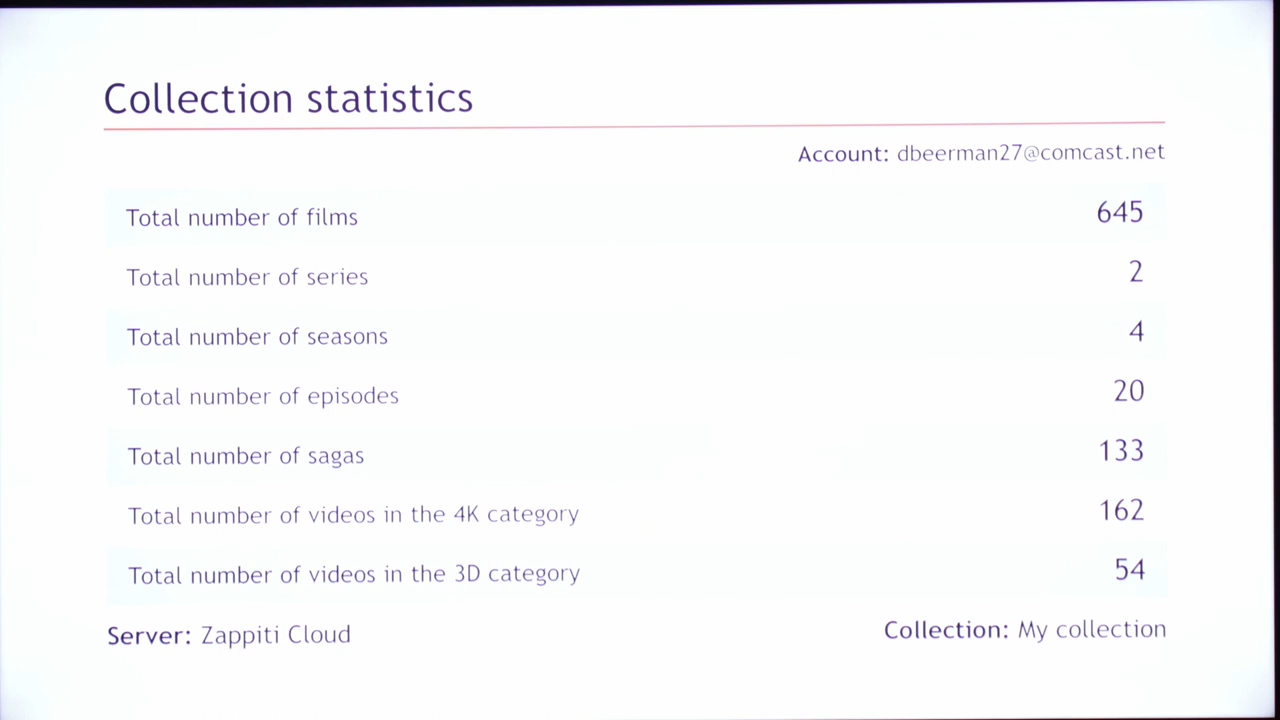 Collection statistics
Account: dbeerman27@comcast.net
Total number of films 645
Total number of series 2
Total number of seasons 4
Total number of episodes 20
Total number of sagas 133
Total number of videos in the 4K category 162
Total number of videos in the 3D category 54
Server: Zappiti Cloud Collection: My collection